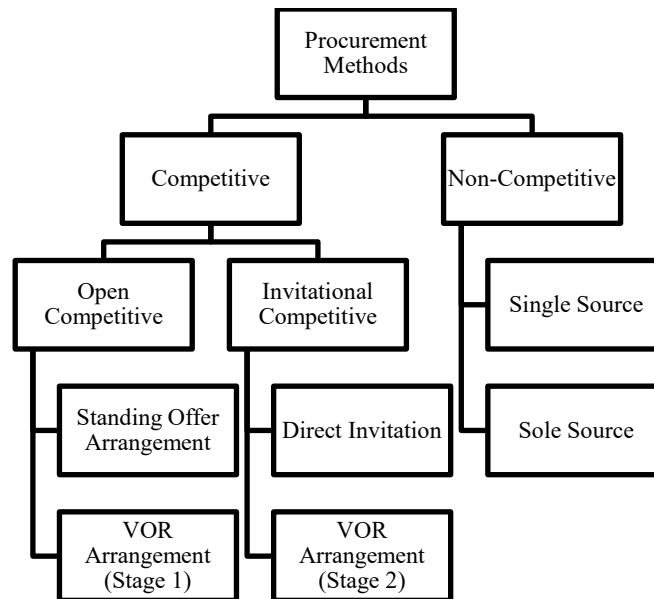 Procurement
Methods
Competitive
Non-Competitive
Open
Competitive
Invitational
Competitive
Single Source
Standing Offer
Arrangement
Direct Invitation
Sole Source
VOR
Arrangement
(Stage 1)
VOR
Arrangement
(Stage 2)